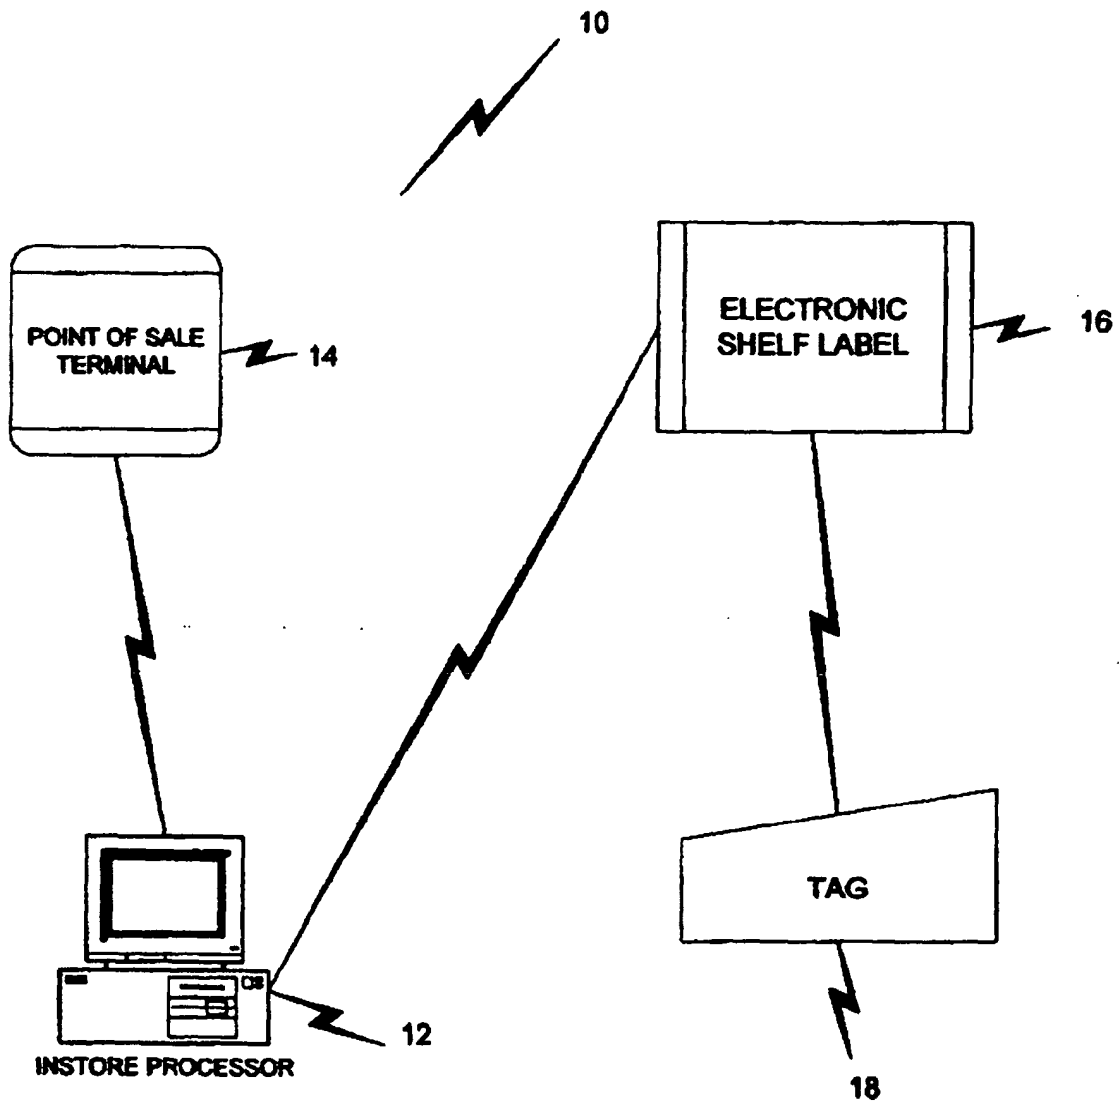 10
POINT OF SALE
TERMINAL
14
ELECTRONIC
SHELF LABEL
16
TAG
12
INSTORE PROCESSOR
18